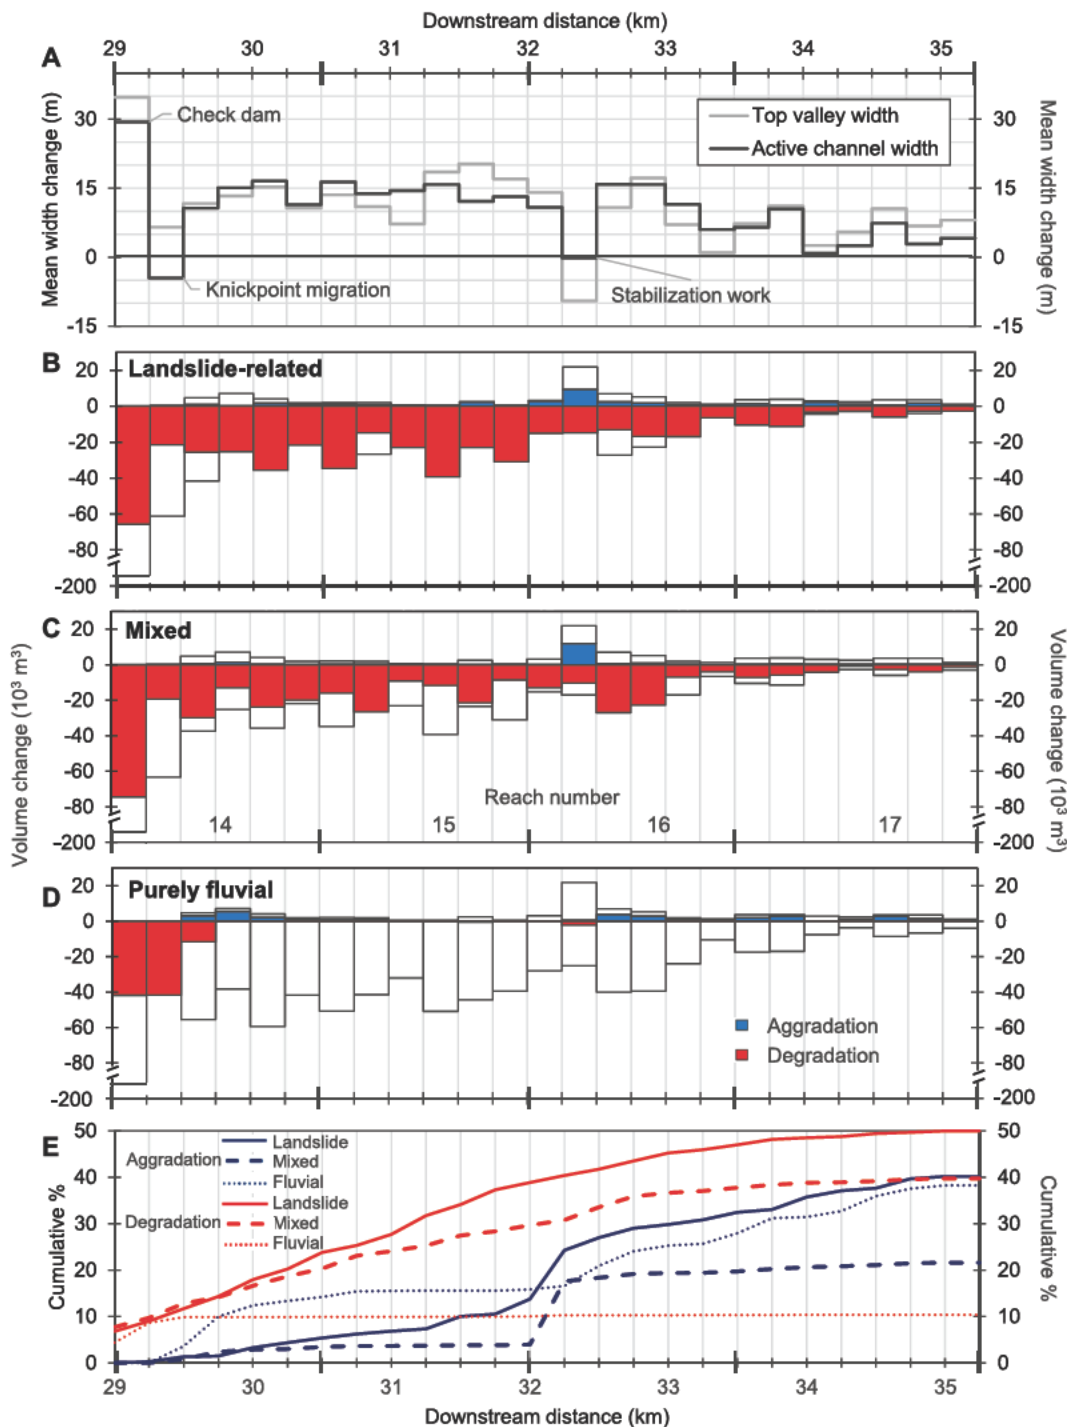 Downstream distance (km)
A
29 30 31 32 33 34 35
Mean width change (m)
Mean width change (m)
30 30
15 15
0 0
-15 -15
Check dam
Top valley width
Active channel width
Knickpoint migration
Stabilization work
B
Landslide-related
20 20
0 0
-20 -20
-40 -40
-60 -60
-80 -80
-200 -200
C
Mixed
20 20
0 0
-20 -20
-40 -40
-60 -60
-80 -80
-200 -200
Reach number
14 15 16 17
Volume change (10³ m³)
Volume change (10³ m³)
D
Purely fluvial
20 20
0 0
-20 -20
-40 -40
-60 -60
-80 -80
-200 -200
Aggradation
Degradation
E
50 50
40 40
30 30
20 20
10 10
0 0
Cumulative %
Cumulative %
Landslide
Aggradation Mixed
Fluvial
Landslide
Degradation Mixed
Fluvial
29 30 31 32 33 34 35
Downstream distance (km)